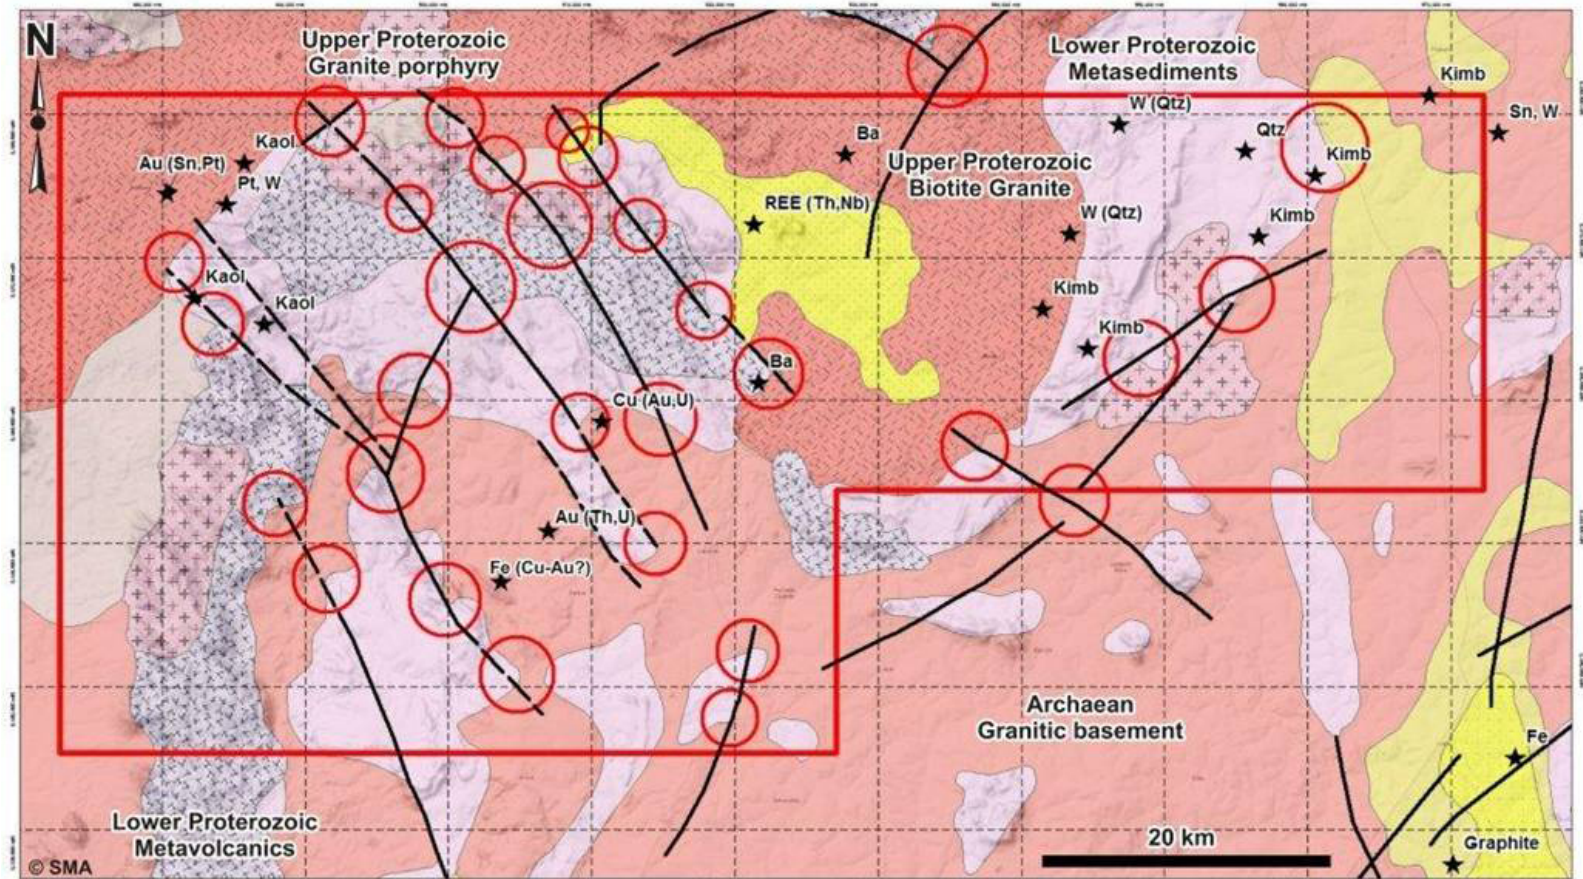 N
Upper Proterozoic
Granite porphyry
Lower Proterozoic
Metasediments
Kimb
W (Qtz)
Sn, W
Kaol
Ba
Qtz
Au (Sn,Pt)
Upper Proterozoic
Biotite Granite
Kimb
Pt, W
REE (Th,Nb)
W (Qtz)
Kimb
Kaol
Kaol
Kimb
Kimb
Ba
Cu (Au,U)
Au (Th,U)
Fe (Cu-Au?)
Archaean
Granitic basement
Fe
Lower Proterozoic
Metavolcanics
20 km
Graphite
© SMA